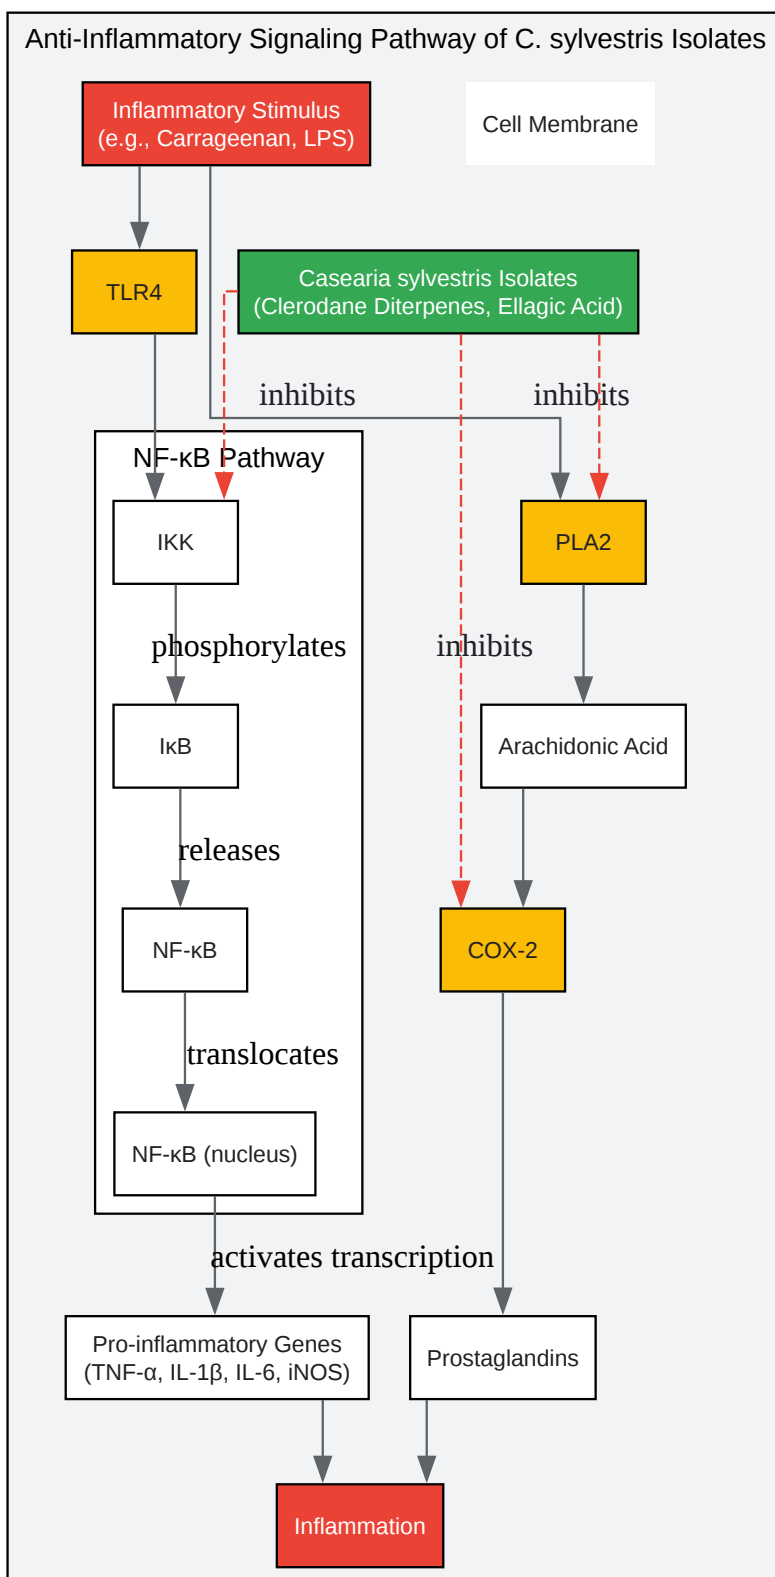 Anti-Inflammatory Signaling Pathway of C. sylvestris Isolates
Inflammatory Stimulus
(e.g., Carrageenan, LPS)
Cell Membrane
TLR4
Casearia sylvestris Isolates
(Clerodane Diterpenes, Ellagic Acid)
inhibits
inhibits
NF-κB Pathway
IKK
PLA2
phosphorylates
inhibits
IκB
Arachidonic Acid
releases
NF-κB
COX-2
translocates
NF-κB (nucleus)
activates transcription
Pro-inflammatory Genes
(TNF-α, IL-1β, IL-6, iNOS)
Prostaglandins
Inflammation